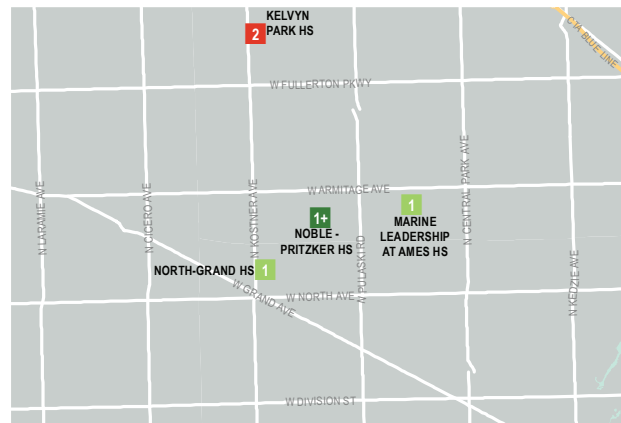 KELVYN
PARK HS
2
CTA BLUE LINE
W FULLERTON PKWY
W ARMITAGE AVE
N LARAMIE AVE
N CICERO AVE
N KOSTNER AVE
N PULASKI RD
N CENTRAL PARK AVE
N KEDZIE AVE
1+
NOBLE -
PRITZKER HS
1
MARINE
LEADERSHIP
AT AMES HS
NORTH-GRAND HS
1
W GRAND AVE
W NORTH AVE
W DIVISION ST